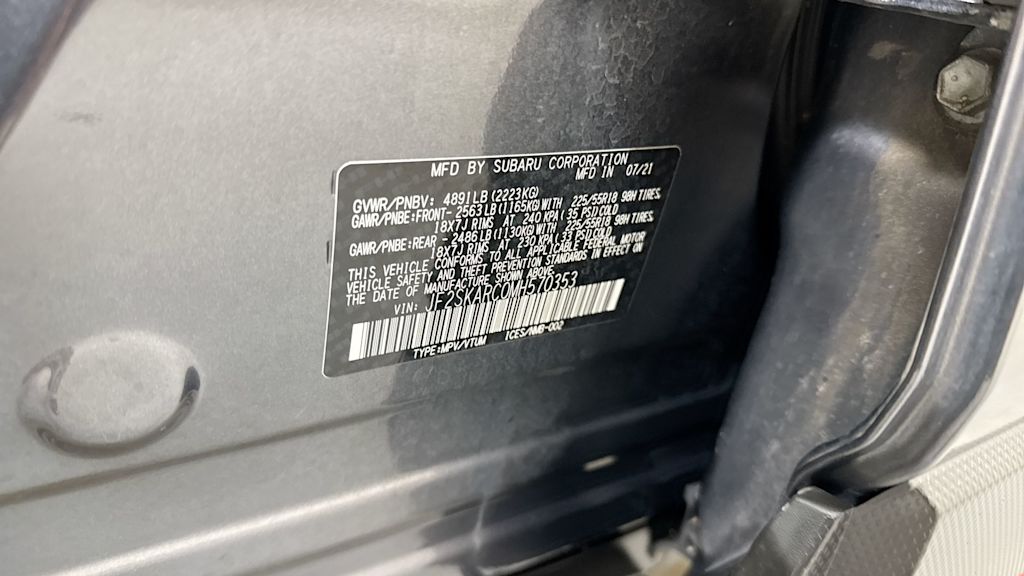 MFD BY SUBARU CORPORATION
MFD IN 07/21
GVWR/PNBV: 4891LB(2223KG)
GAWR/PNBE:FRONT- 2563LB(1165KG)WITH 225/55R18 98H TIRES,
18X7J RIMS AT 240 KPA(35 PSI)COLD
GAWR/PNBE:REAR - 2486LB(1130KG)WITH 225/55R18 98H TIRES,
18X7J RIMS AT 230 KPA(33 PSI)COLD
THIS VEHICLE CONFORMS TO ALL APPLICABLE FEDERAL MOTOR
VEHICLE SAFETY AND THEFT PREVENTION STANDARDS IN EFFECT ON
THE DATE OF MANUFACTURE SHOWN ABOVE.
VIN: JF2SKARC0MH570353
TYPE:MPV/VTUM